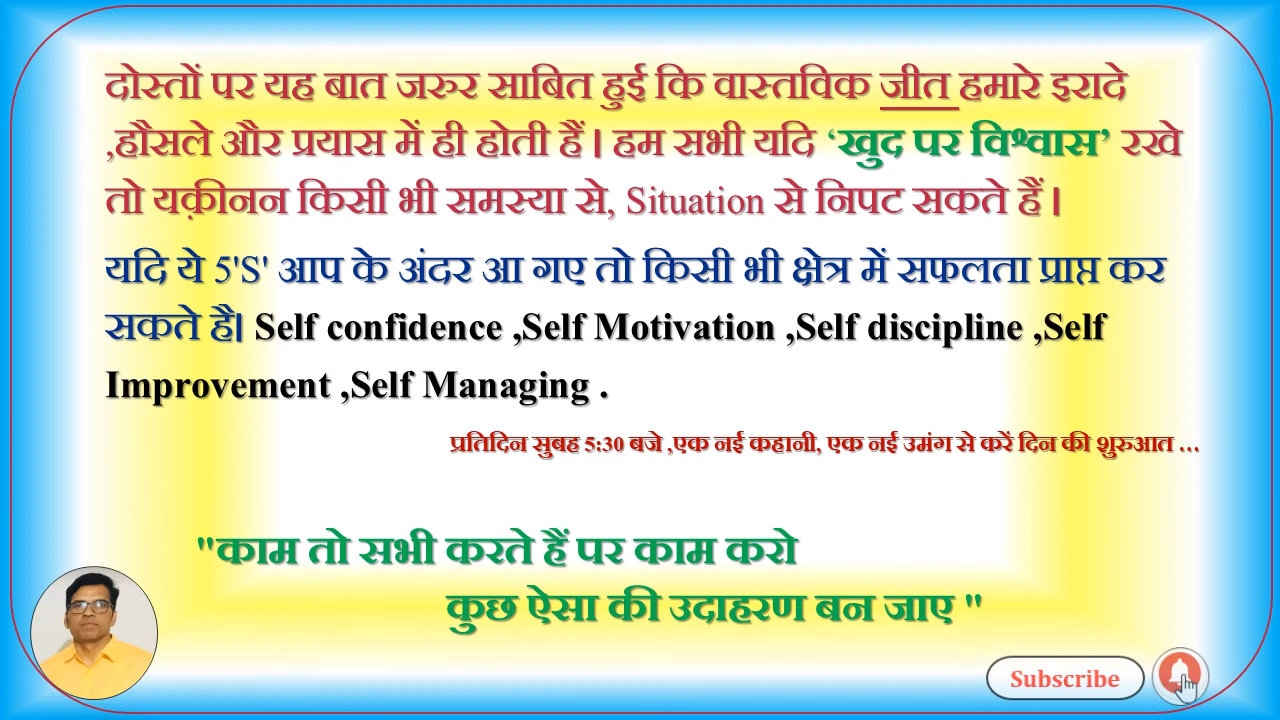 दोस्तों पर यह बात जरुर साबित हुई कि वास्तविक जीत हमारे इरादे
,हौसले और प्रयास में ही होती हैं। हम सभी यदि ‘खुद पर विश्वास’ रखे
तो यक़ीनन किसी भी समस्या से, Situation से निपट सकते हैं।
यदि ये 5'S' आप के अंदर आ गए तो किसी भी क्षेत्र में सफलता प्राप्त कर
सकते है। Self confidence ,Self Motivation ,Self discipline ,Self
Improvement ,Self Managing .
प्रतिदिन सुबह 5:30 बजे ,एक नई कहानी, एक नई उमंग से करें दिन की शुरुआत ...
"काम तो सभी करते हैं पर काम करो
कुछ ऐसा की उदाहरण बन जाए "
Subscribe